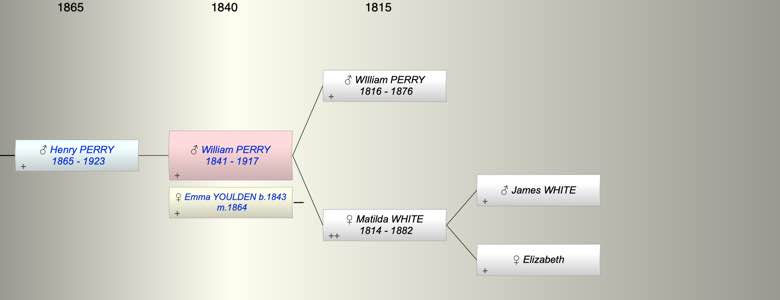 1865
1840
1815
♂ WIlliam PERRY
1816 - 1876
+
♂ Henry PERRY
1865 - 1923
+
♂ William PERRY
1841 - 1917
+
♀ Emma YOULDEN b.1843
m.1864
+
♀ Matilda WHITE
1814 - 1882
++
♂ James WHITE
+
♀ Elizabeth
+